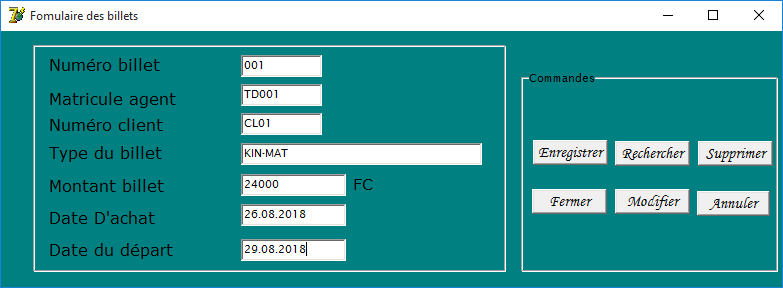 Fomulaire des billets
Numéro billet 001
Matricule agent TD001
Numéro client CL01
Type du billet KIN-MAT
Montant billet 24000 FC
Date D'achat 26.08.2018
Date du départ 29.08.2018
Commandes
Enregistrer Rechercher Supprimer
Fermer Modifier Annuler